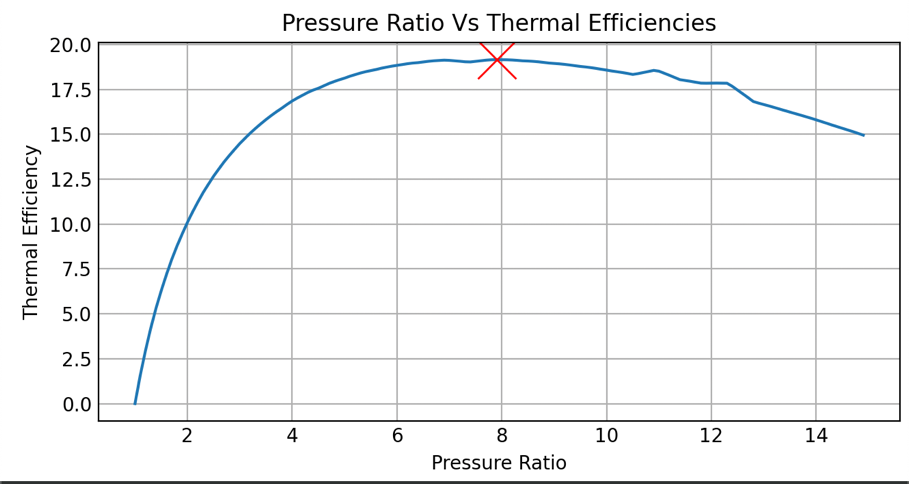 Pressure Ratio Vs Thermal Efficiencies
20.0
17.5
15.0
12.5
10.0
7.5
5.0
2.5
0.0
Thermal Efficiency
2 4 6 8 10 12 14
Pressure Ratio